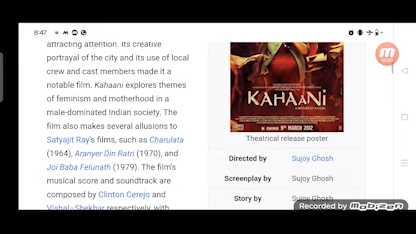 8:47
attracting attention. Its creative
portrayal of the city and its use of local
crew and cast members made it a
notable film. Kahaani explores themes
of feminism and motherhood in a
male-dominated Indian society. The
film also makes several allusions to
Satyajit Ray's films, such as Charulata
(1964), Aranyer Din Ratri (1970), and
Joi Baba Felunath (1979). The film's
musical score and soundtrack are
composed by Clinton Cerejo and
Vishal–Shekhar respectively, with
KAHAANI
IN CINEMAS 9TH MARCH 2012
Theatrical release poster
Directed by Sujoy Ghosh
Screenplay by Sujoy Ghosh
Story by
Recorded by Mobizen